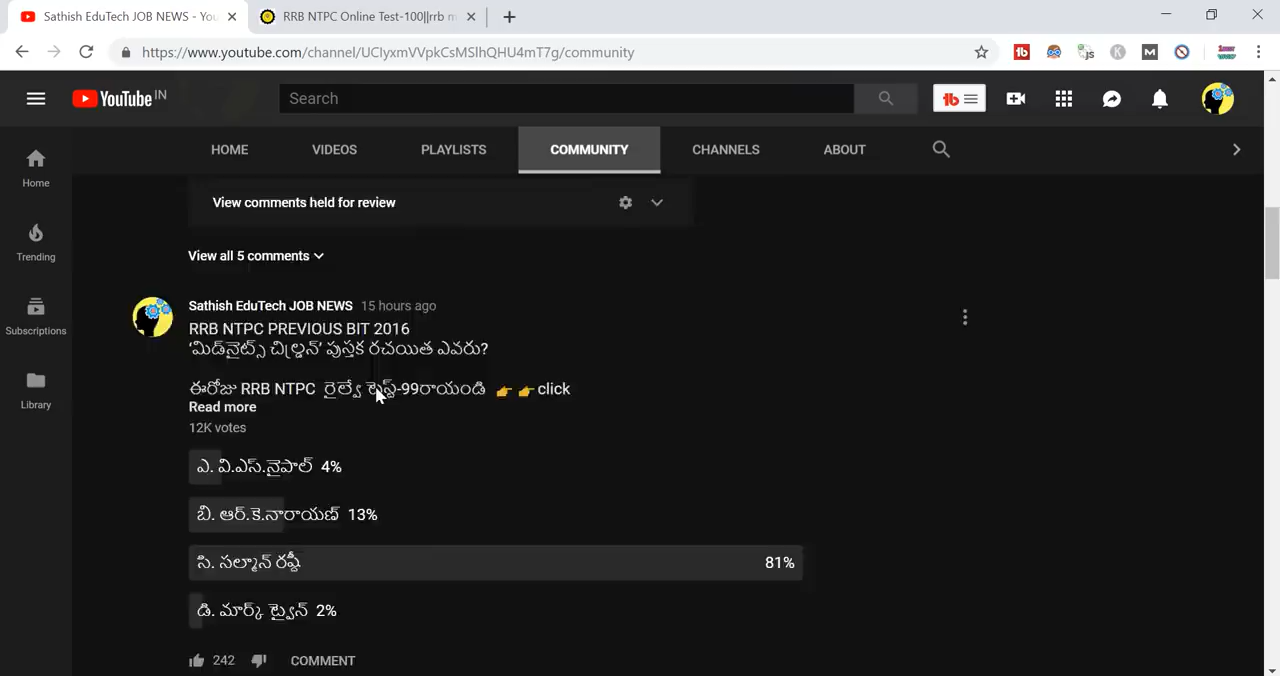 Sathish EduTech JOB NEWS - You
RRB NTPC Online Test-100||rrb m
https://www.youtube.com/channel/UCIyxmVVpkCsMSlhQHU4mT7g/community
YouTube IN
Search
HOME VIDEOS PLAYLISTS COMMUNITY CHANNELS ABOUT
Home
Trending
Subscriptions
Library
View comments held for review
View all 5 comments
Sathish EduTech JOB NEWS 15 hours ago
RRB NTPC PREVIOUS BIT 2016
‘మిడ్‌నైట్స్ చిల్డ్రన్’ పుస్తక రచయిత ఎవరు?
ఈరోజు RRB NTPC రైల్వే టెస్ట్-99రాయండి 👉 👉 click
Read more
12K votes
ఎ. వి.ఎస్.నైపాల్ 4%
బి. ఆర్.కె.నారాయణ్ 13%
సి. సల్మాన్ రష్దీ 81%
డి. మార్క్ ట్వైన్ 2%
242 COMMENT